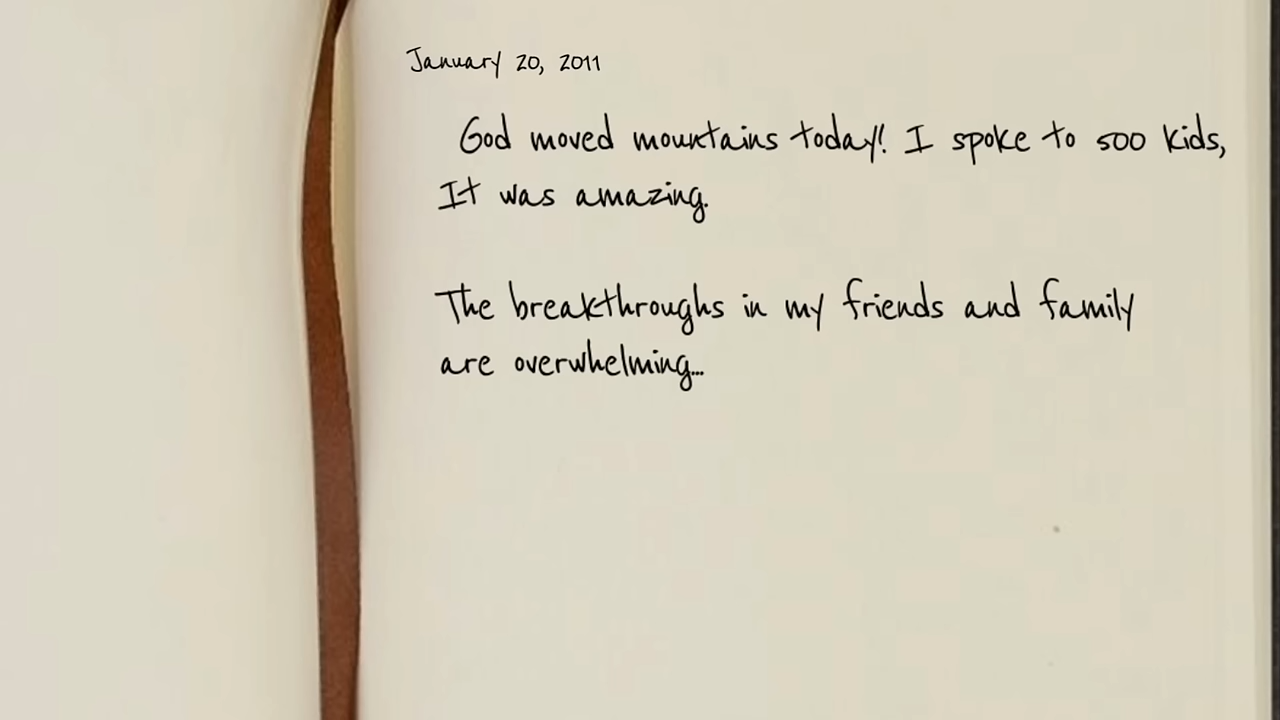 January 20, 2011
God moved mountains today! I spoke to 500 kids,
It was amazing.
The breakthroughs in my friends and family
are overwhelming...